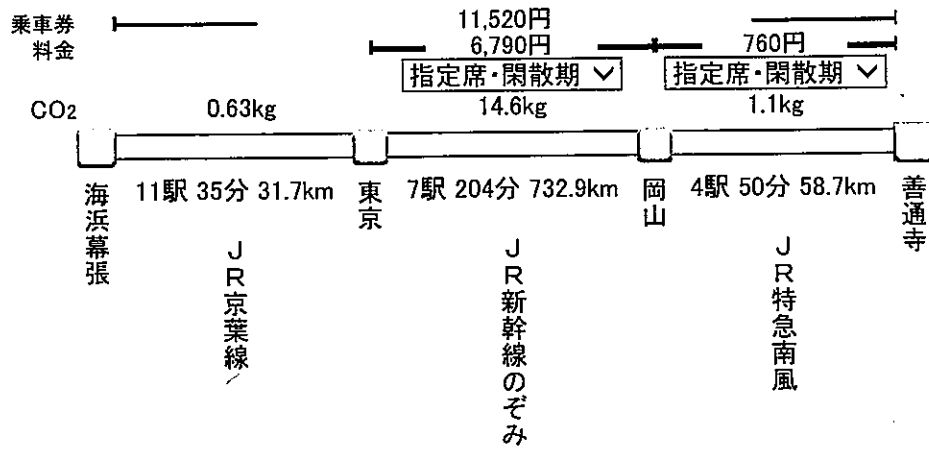 乗車券 11,520円
料金 6,790円 760円
指定席・閑散期 指定席・閑散期
CO2 0.63kg 14.6kg 1.1kg
海浜幕張 11駅 35分 31.7km 東京 7駅 204分 732.9km 岡山 4駅 50分 58.7km 善通寺
JR京葉線
JR新幹線のぞみ
JR特急南風